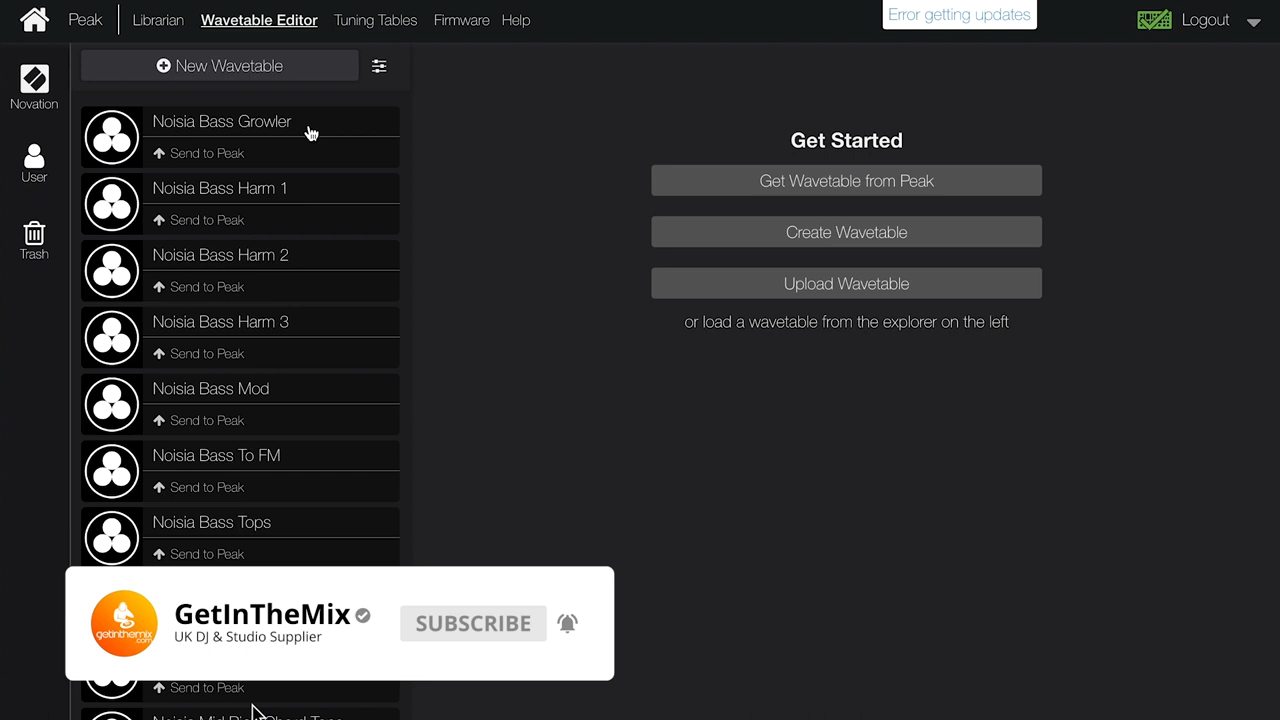 Peak
Librarian
Wavetable Editor
Tuning Tables
Firmware
Help
Error getting updates
Logout
Novation
User
Trash
New Wavetable
Noisia Bass Growler
Send to Peak
Noisia Bass Harm 1
Send to Peak
Noisia Bass Harm 2
Send to Peak
Noisia Bass Harm 3
Send to Peak
Noisia Bass Mod
Send to Peak
Noisia Bass To FM
Send to Peak
Noisia Bass Tops
Send to Peak
Send to Peak
Get Started
Get Wavetable from Peak
Create Wavetable
Upload Wavetable
or load a wavetable from the explorer on the left
getinthemix
.com
GetInTheMix
UK DJ & Studio Supplier
SUBSCRIBE